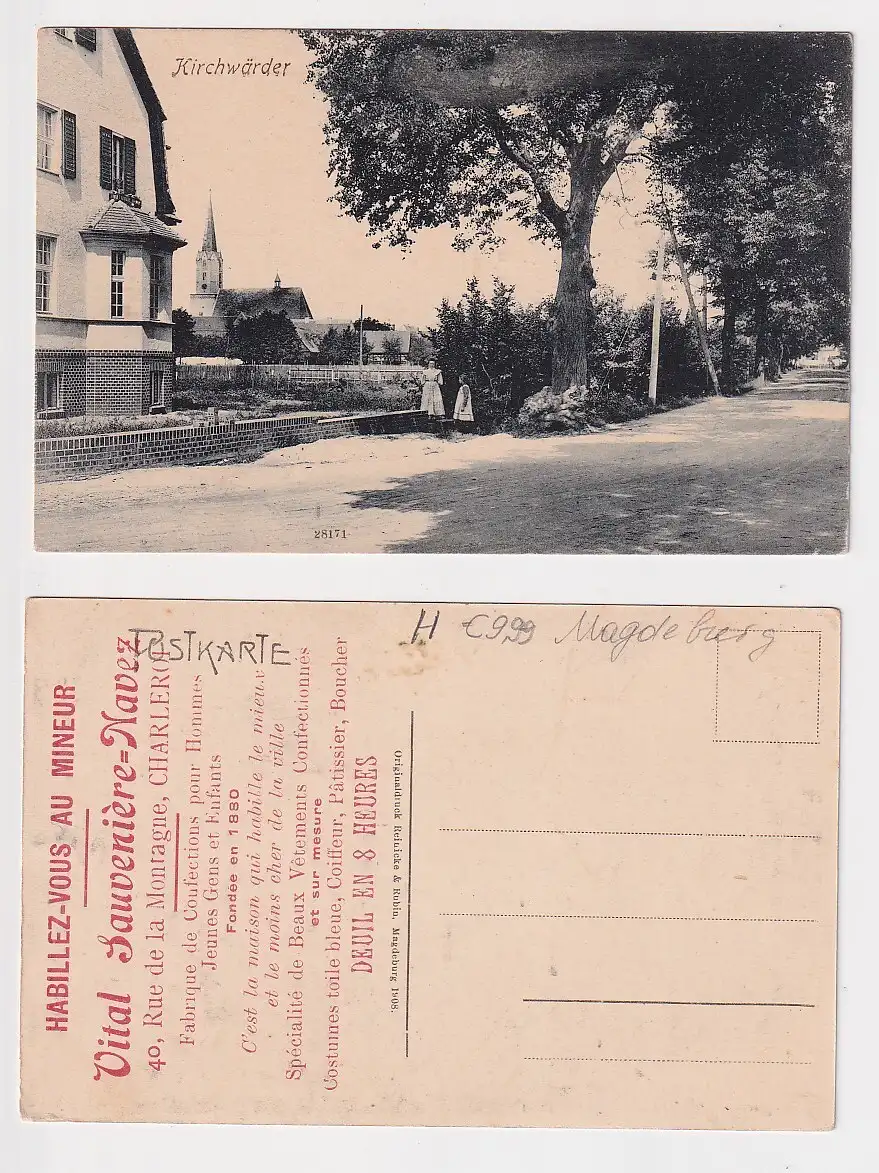 Kirchwärder
28171
POSTKARTE
H €999 Magdeburg
HABILLEZ-VOUS AU MINEUR
Vital Sauvenière=Navez
40, Rue de la Montagne, CHARLEROI
Fabrique de Confections pour Hommes
Jeunes Gens et Enfants
Fondée en 1880
C'est la maison qui habille le mieux
et le moins cher de la ville
Spécialité de Beaux Vêtements Confectionnés
et sur mesure
Costumes toile bleue, Coiffeur, Pâtissier, Boucher
DEUIL EN 8 HEURES
Originaldruck Reinicke & Rubin, Magdeburg 1908.